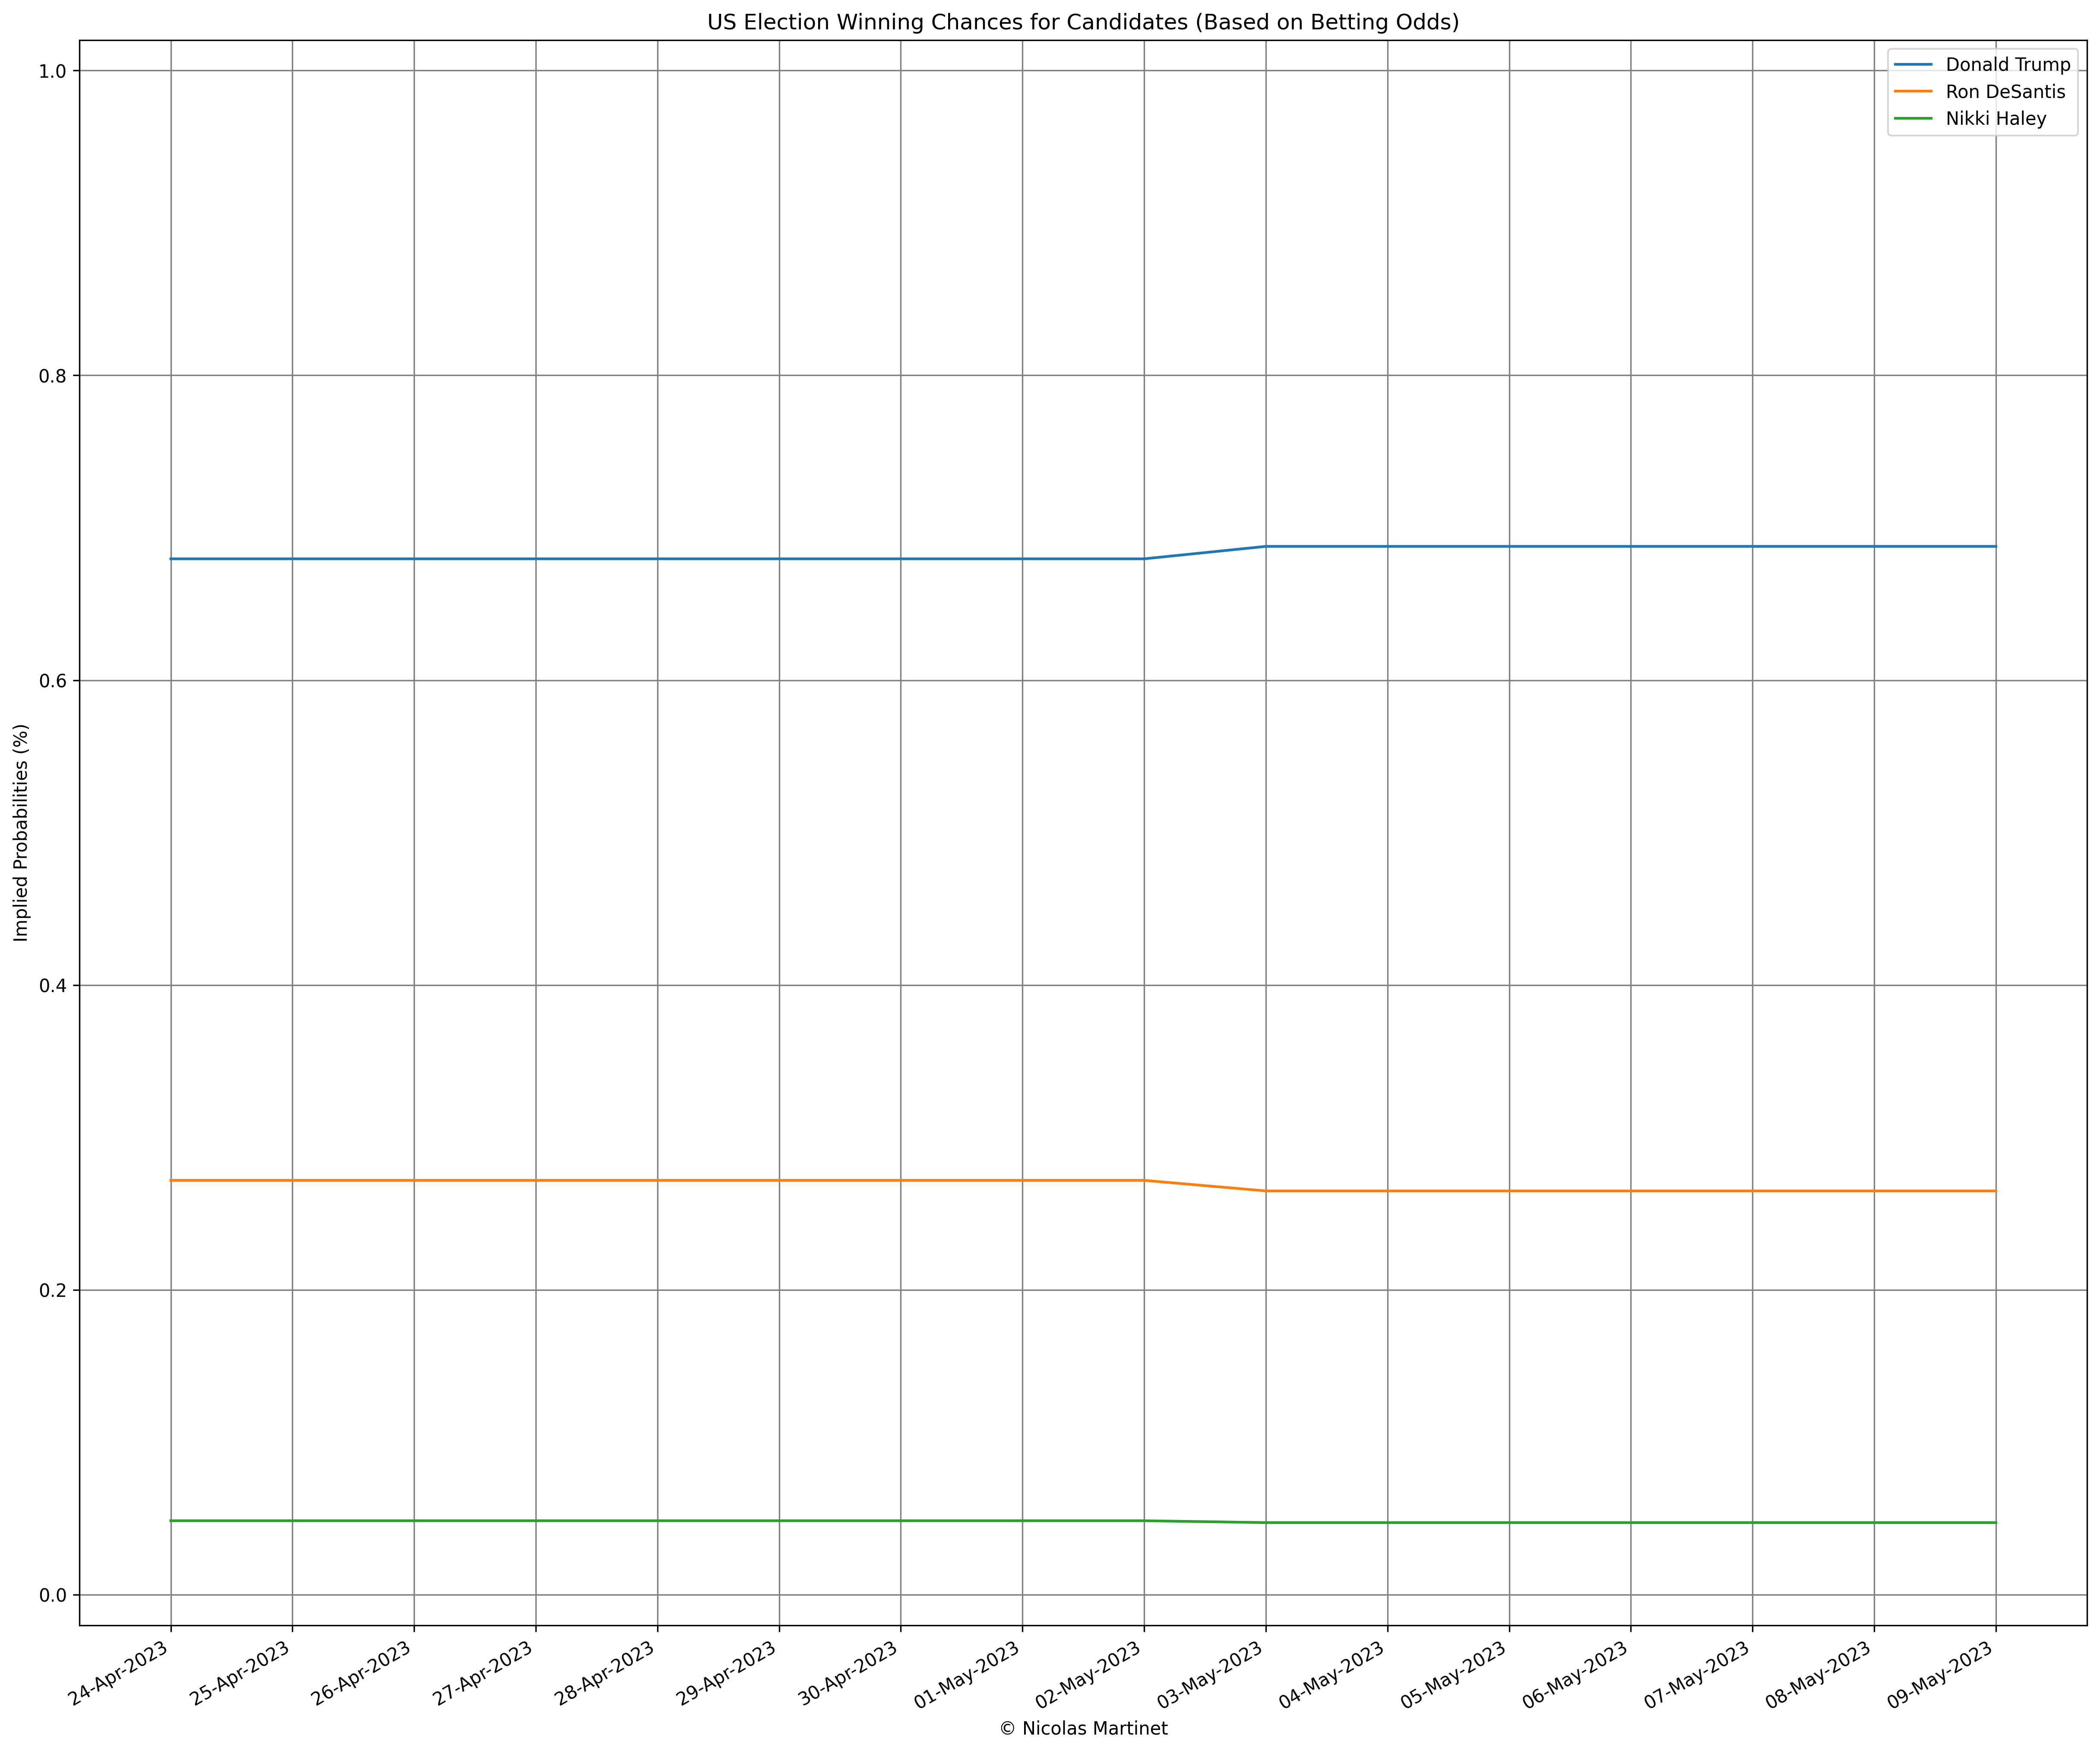 US Election Winning Chances for Candidates (Based on Betting Odds)
Donald Trump
Ron DeSantis
Nikki Haley
Implied Probabilities (%)
1.0
0.8
0.6
0.4
0.2
0.0
24-Apr-2023
25-Apr-2023
26-Apr-2023
27-Apr-2023
28-Apr-2023
29-Apr-2023
30-Apr-2023
01-May-2023
02-May-2023
03-May-2023
04-May-2023
05-May-2023
06-May-2023
07-May-2023
08-May-2023
09-May-2023
© Nicolas Martinet